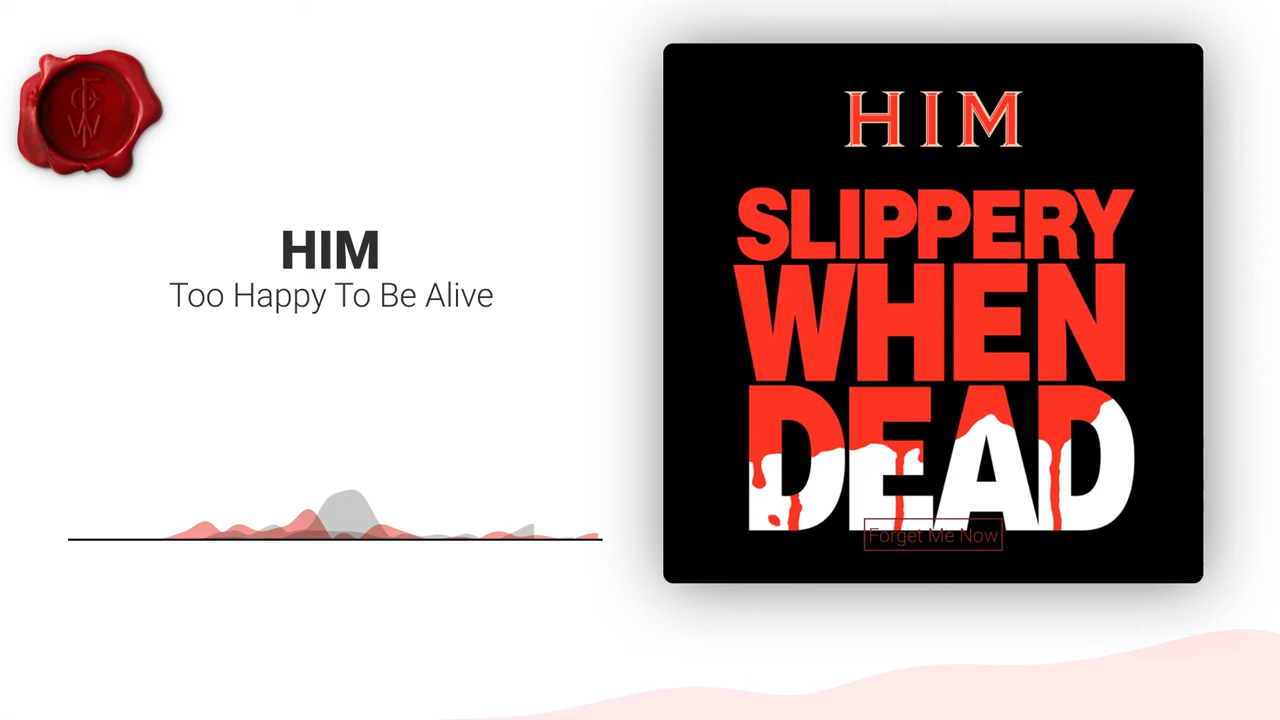 HIM
Too Happy To Be Alive
HIM
SLIPPERY
WHEN
DEAD
Forget Me Now